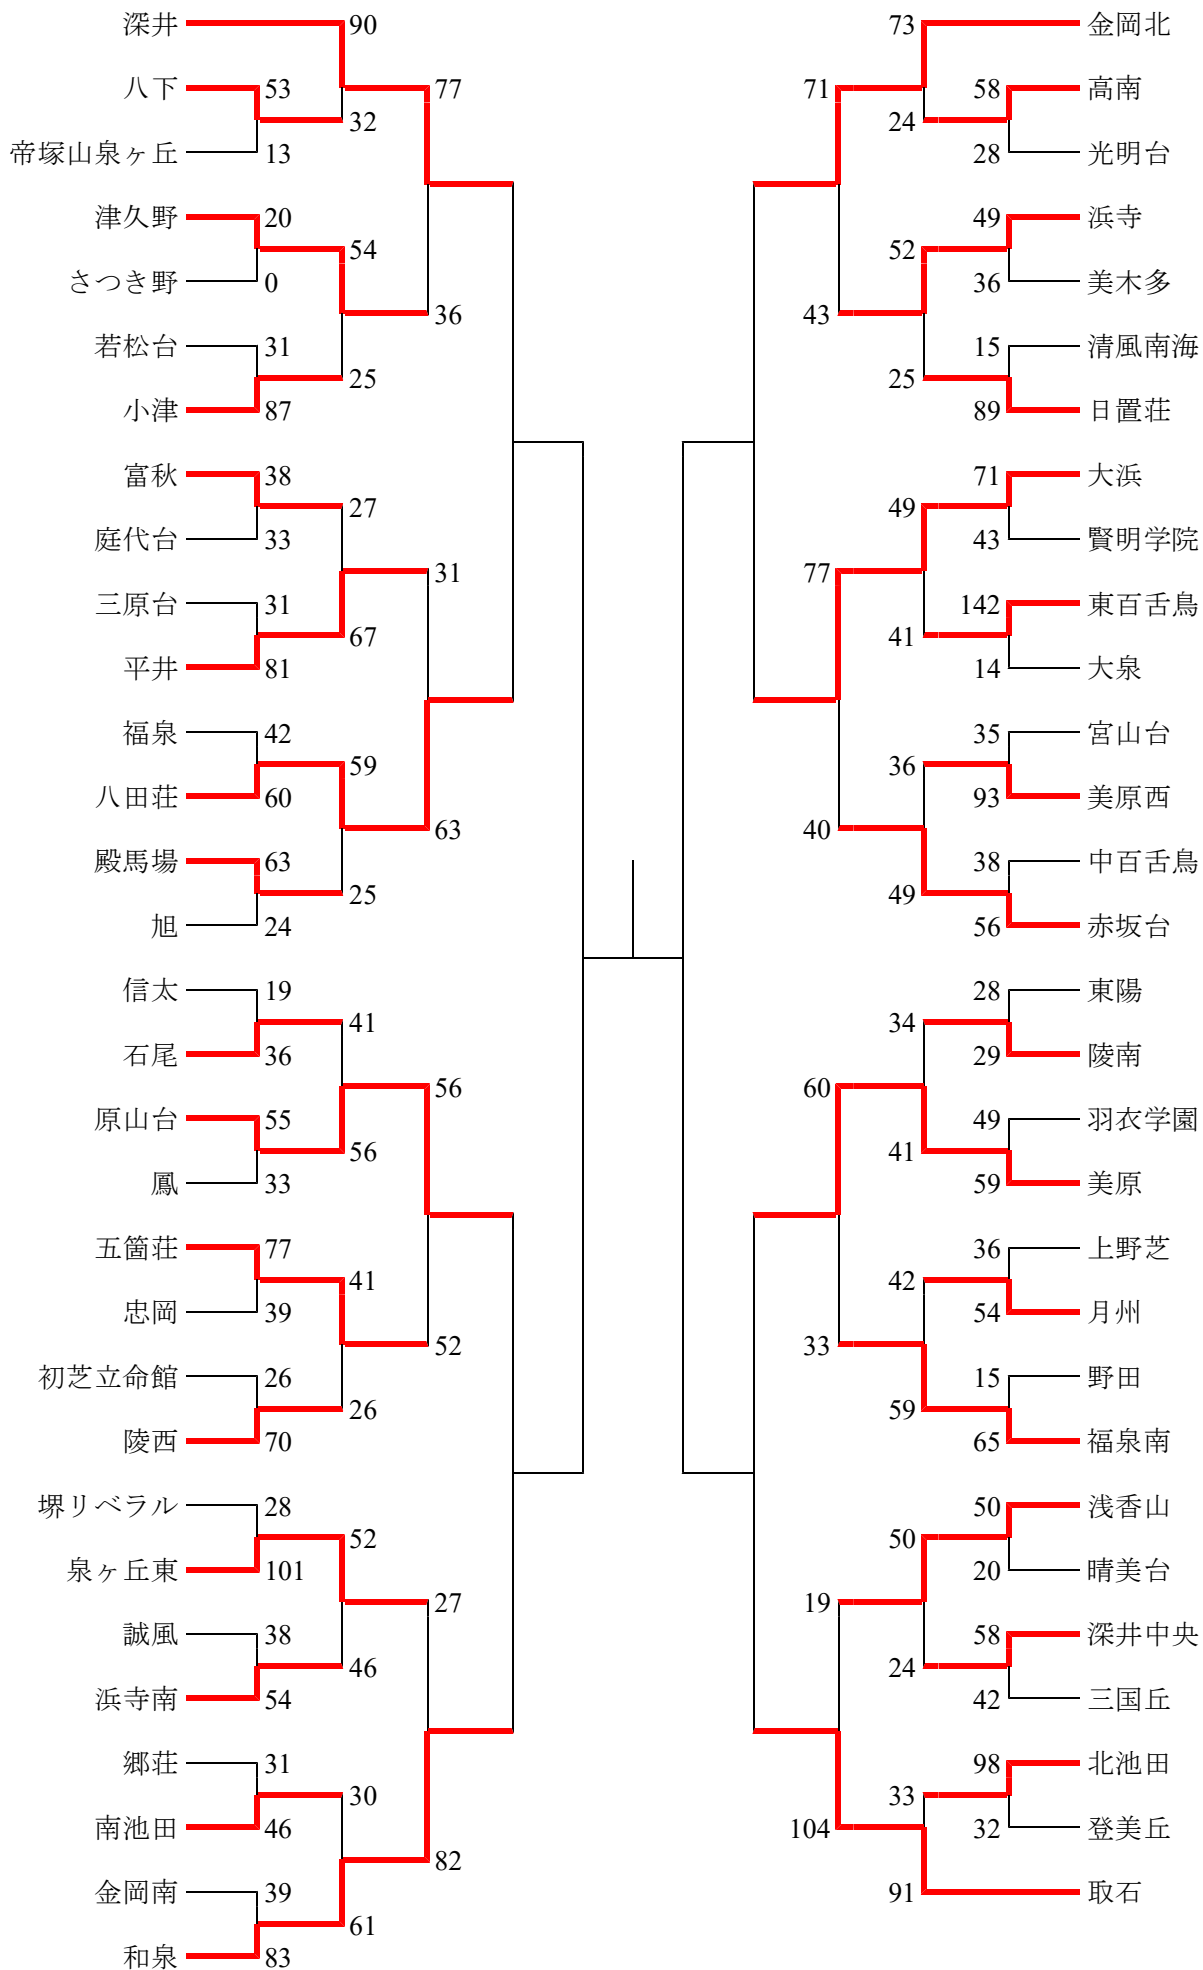 深井 90 73 金岡北
八下 53 77 71 58 高南
32 24
帝塚山泉ヶ丘 13 28 光明台
津久野 20 49 浜寺
54 52
さつき野 0 36 美木多
36 43
若松台 31 15 清風南海
25 25
小津 87 89 日置荘
富秋 38 71 大浜
27 49
庭代台 33 43 賢明学院
31 77
三原台 31 142 東百舌鳥
67 41
平井 81 14 大泉
福泉 42 35 宮山台
59 36
八田荘 60 93 美原西
63 40
殿馬場 63 38 中百舌鳥
25 49
旭 24 56 赤坂台
信太 19 28 東陽
41 34
石尾 36 29 陵南
56 60
原山台 55 49 羽衣学園
56 41
鳳 33 59 美原
五箇荘 77 36 上野芝
41 42
忠岡 39 54 月州
52 33
初芝立命館 26 15 野田
26 59
陵西 70 65 福泉南
堺リベラル 28 50 浅香山
52 50
泉ヶ丘東 101 20 晴美台
27 19
誠風 38 58 深井中央
46 24
浜寺南 54 42 三国丘
郷荘 31 98 北池田
30 33
南池田 46 104 32 登美丘
82
金岡南 39 91 取石
61
和泉 83